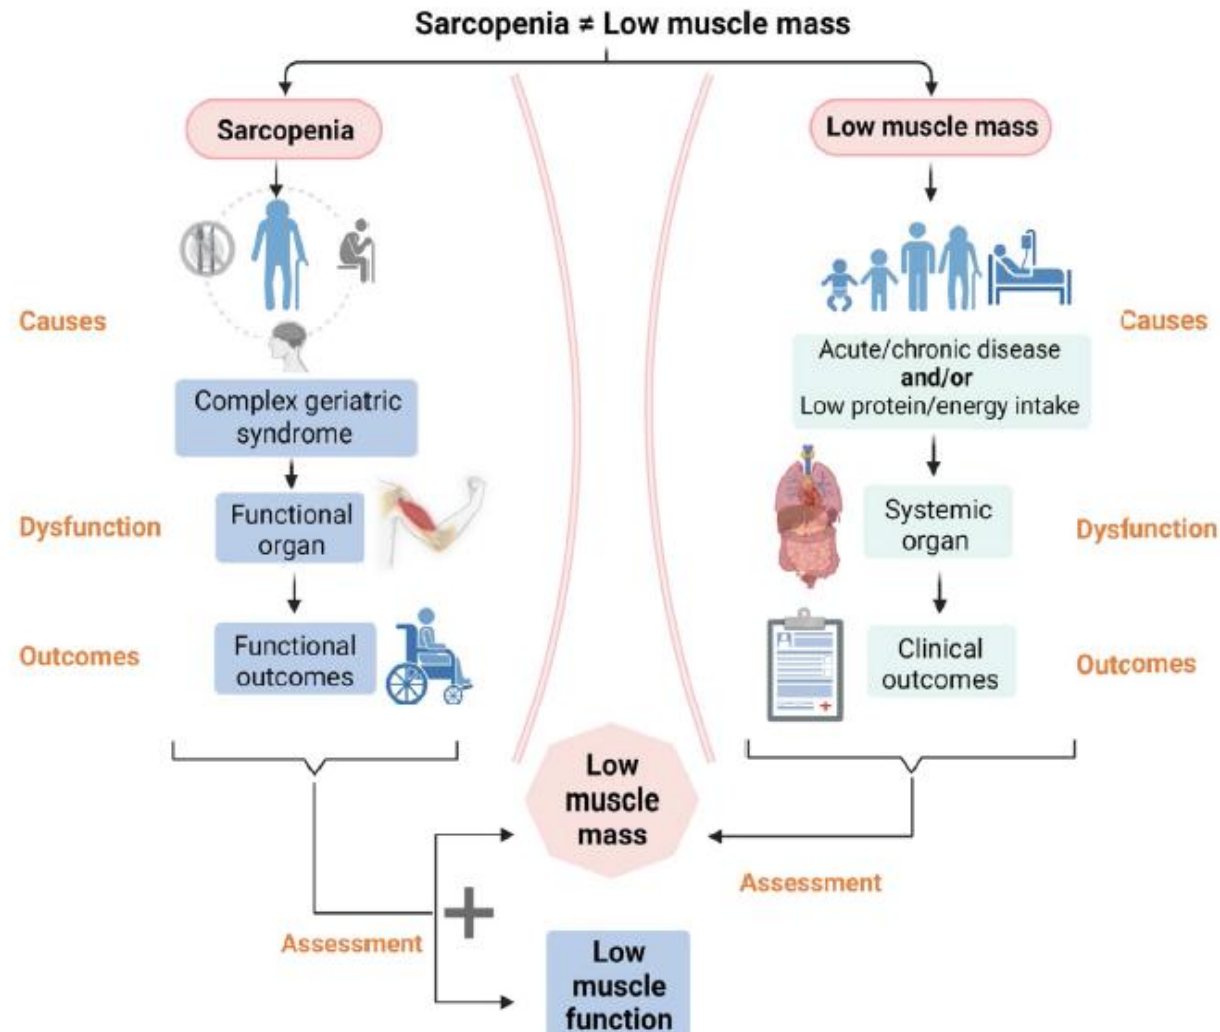 Sarcopenia ≠ Low muscle mass
Sarcopenia
Low muscle mass
Causes
Complex geriatric
syndrome
Dysfunction
Functional
organ
Outcomes
Functional
outcomes
Causes
Acute/chronic disease
and/or
Low protein/energy intake
Systemic
organ
Dysfunction
Clinical
outcomes
Outcomes
Low
muscle
mass
Assessment
Assessment
+
Low
muscle
function